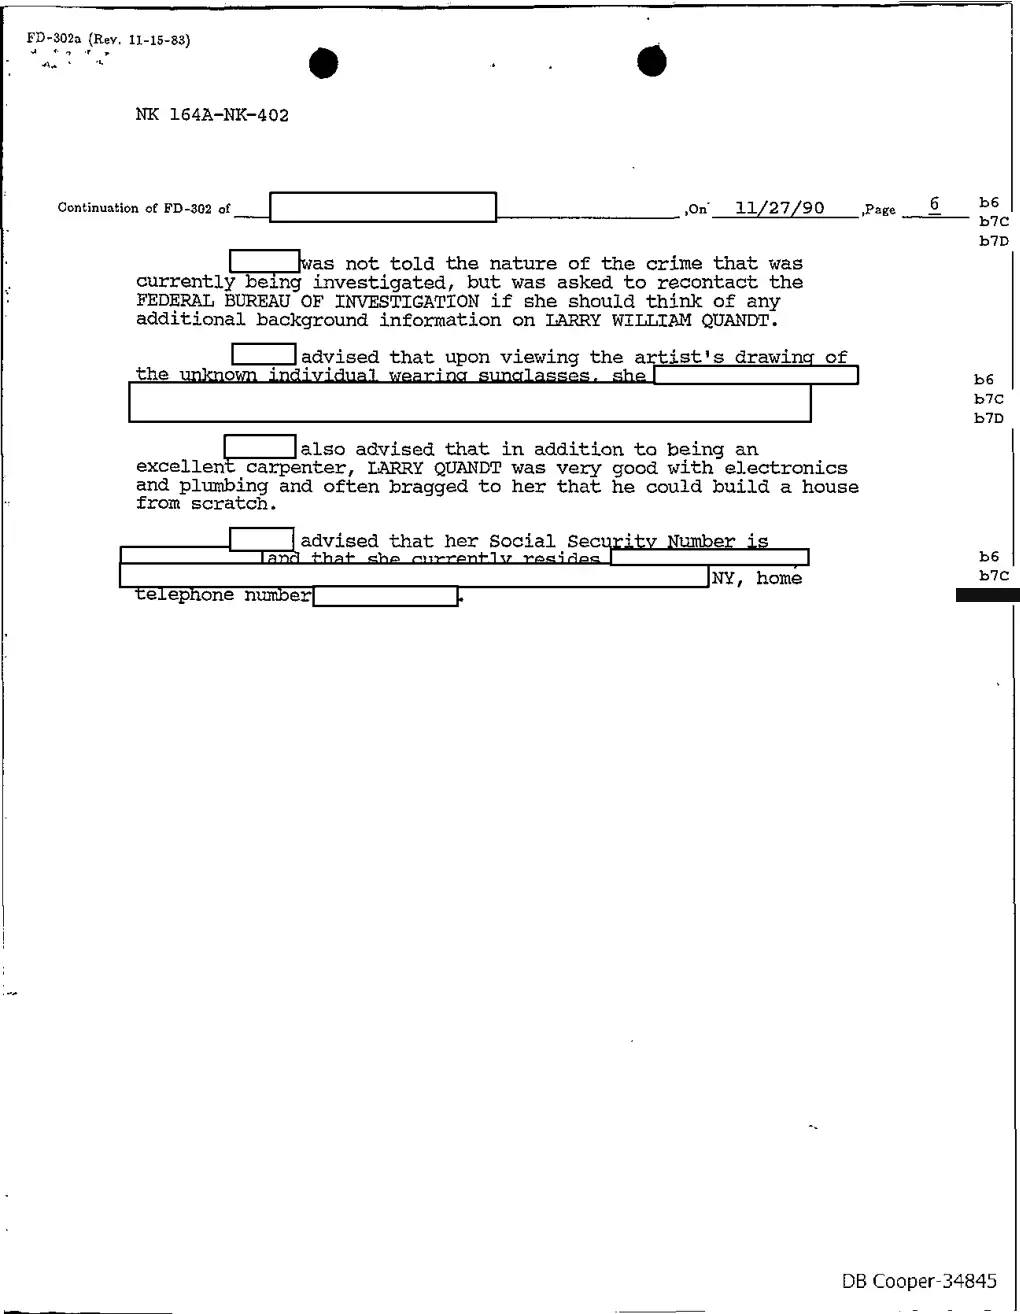 FD-302a (Rev. 11-15-83)
NK 164A-NK-402
Continuation of FD-302 of ,On 11/27/90 ,Page 6
b6
b7C
b7D
was not told the nature of the crime that was
currently being investigated, but was asked to recontact the
FEDERAL BUREAU OF INVESTIGATION if she should think of any
additional background information on LARRY WILLIAM QUANDT.
advised that upon viewing the artist's drawing of
the unknown individual wearing sunglasses, she
b6
b7C
b7D
also advised that in addition to being an
excellent carpenter, LARRY QUANDT was very good with electronics
and plumbing and often bragged to her that he could build a house
from scratch.
advised that her Social Security Number is
and that she currently resides
NY, home
telephone number .
b6
b7C
DB Cooper-34845